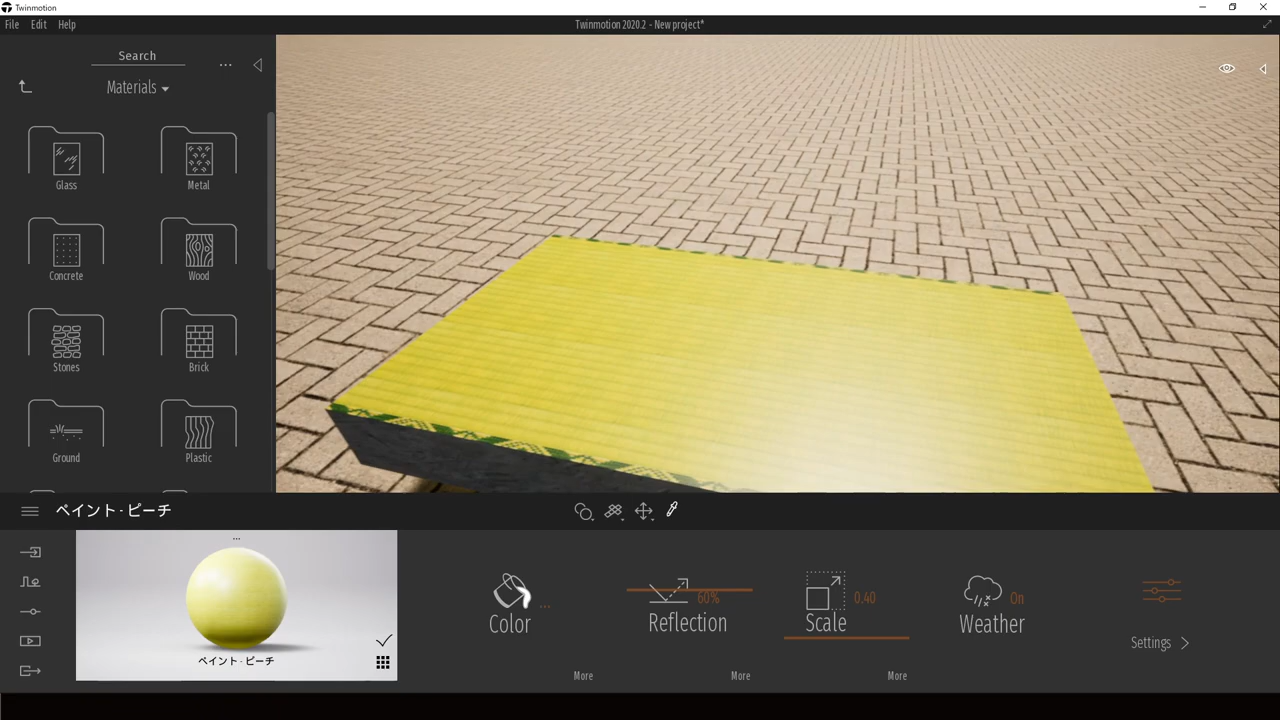 Twinmotion
File Edit Help
Twinmotion 2020.2 - New project*
Search
...
Materials
Glass
Metal
Concrete
Wood
Stones
Brick
Ground
Plastic
ペイント - ピーチ
...
ペイント - ピーチ
Color ...
Reflection 60%
Scale 0.40
Weather On
Settings
More
More
More